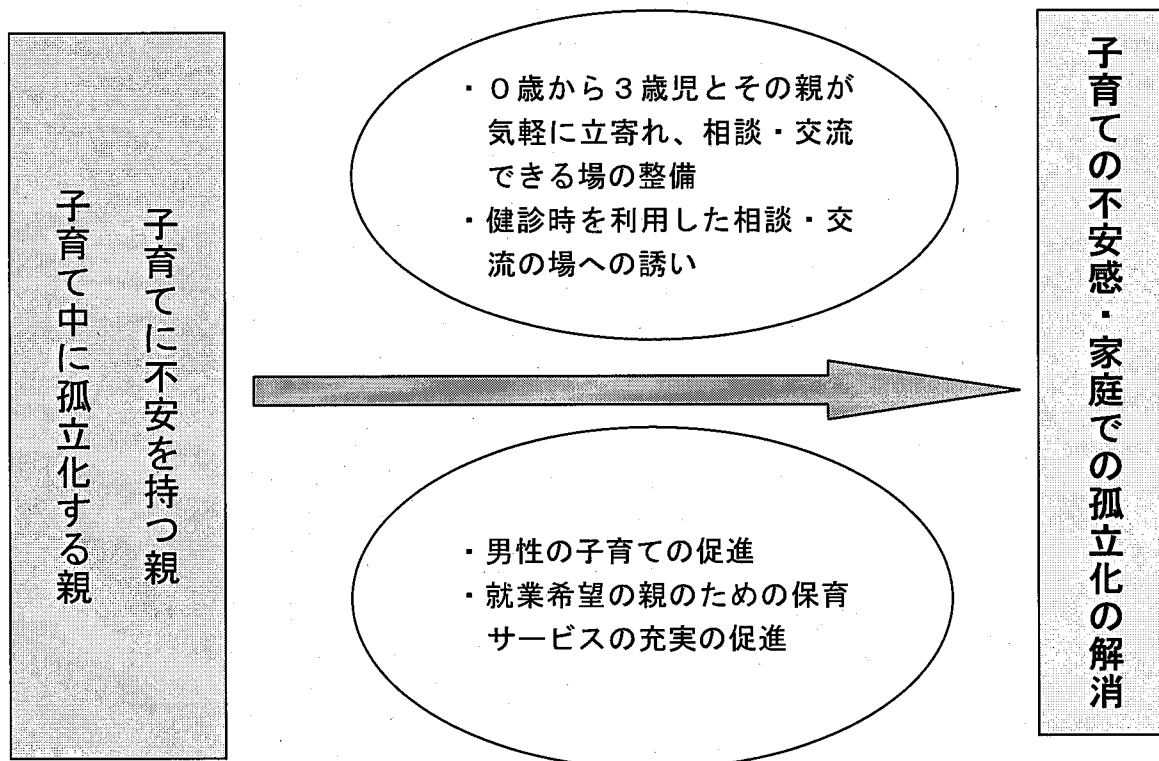 子育てに不安を持つ親
子育て中に孤立化する親
・０歳から３歳児とその親が
気軽に立寄れ、相談・交流
できる場の整備
・健診時を利用した相談・交
流の場への誘い
・男性の子育ての促進
・就業希望の親のための保育
サービスの充実の促進
子育ての不安感・家庭での孤立化の解消